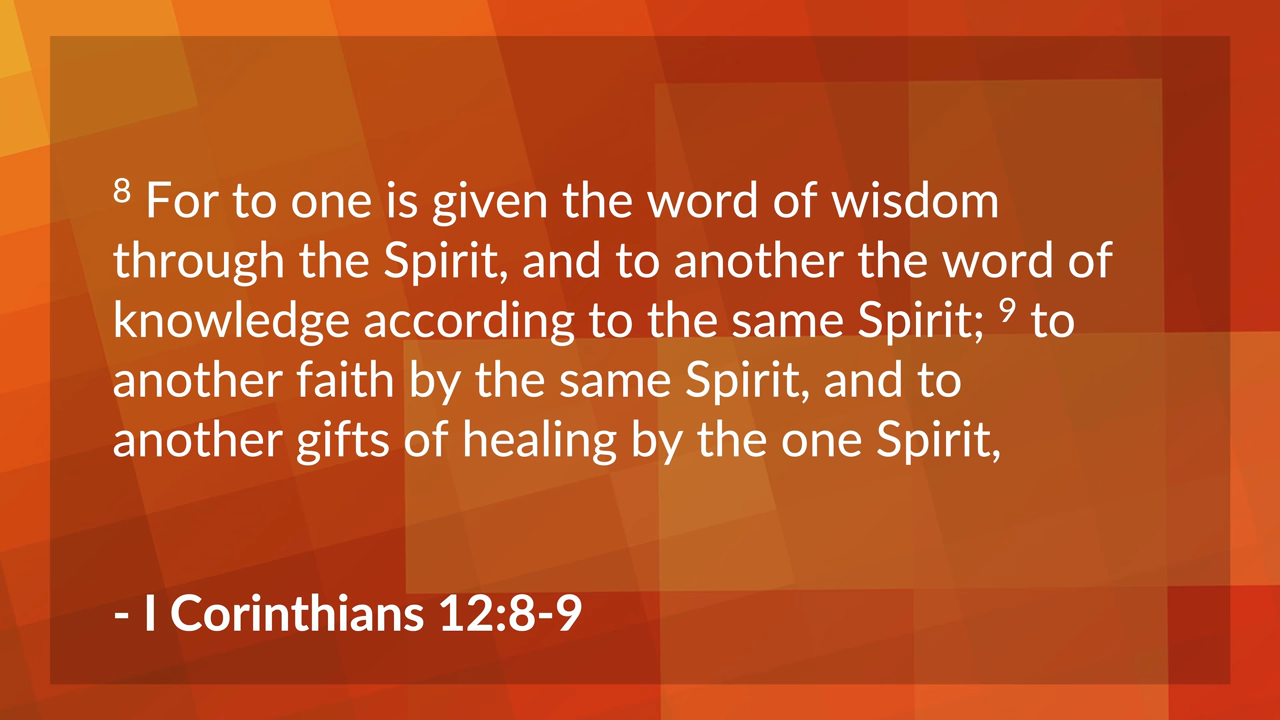 ⁸ For to one is given the word of wisdom
through the Spirit, and to another the word of
knowledge according to the same Spirit; ⁹ to
another faith by the same Spirit, and to
another gifts of healing by the one Spirit,
- I Corinthians 12:8-9